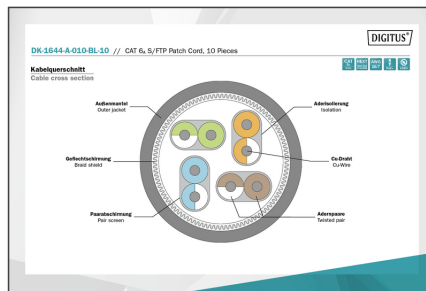 DIGITUS®
DK-1644-A-010-BL-10 // CAT 6A S/FTP Patch Cord, 10 Pieces
Kabelquerschnitt
Cable cross section
Außenmantel
Outer jacket
Aderisolierung
Isolation
Geflechtschirmung
Braid shield
Cu-Draht
Cu-Wire
Paarabschirmung
Pair screen
Adernpaare
Twisted pair